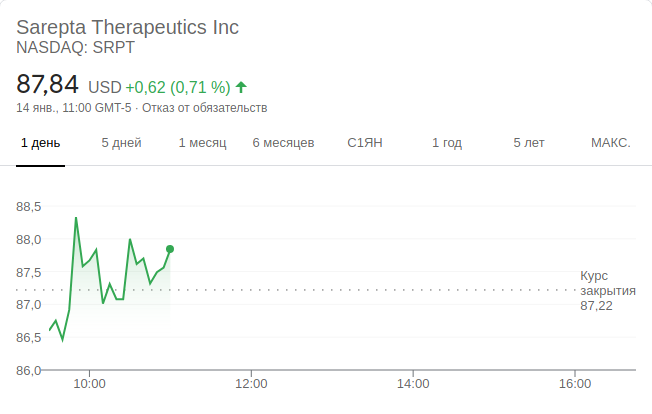 Sarepta Therapeutics Inc
NASDAQ: SRPT
87,84 USD +0,62 (0,71 %)
14 янв., 11:00 GMT-5 · Отказ от обязательств
1 день 5 дней 1 месяц 6 месяцев С1ЯН 1 год 5 лет МАКС.
88,5
88,0
87,5
87,0
86,5
86,0
Курс
закрытия
87,22
10:00 12:00 14:00 16:00